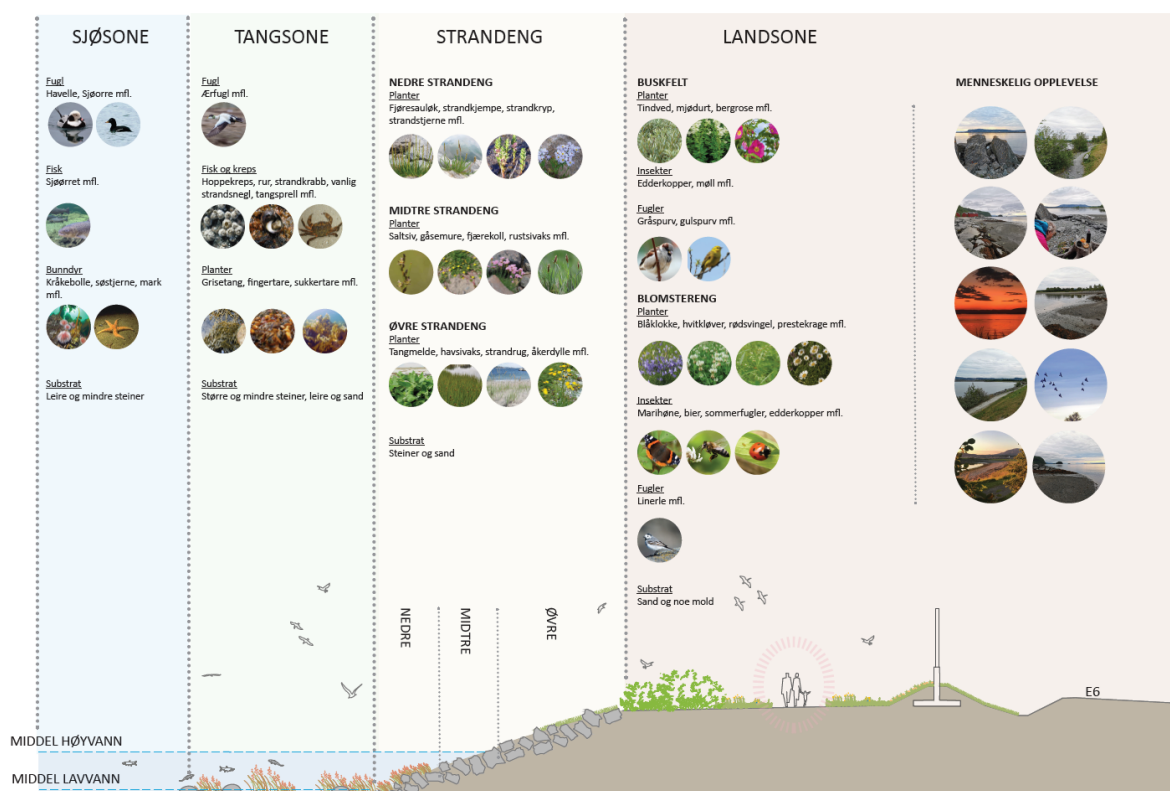 SJØSONE
Fugl
Havelle, Sjøorre mfl.
Fisk
Sjøørret mfl.
Bunndyr
Kråkebolle, søstjerne, mark
mfl.
Substrat
Leire og mindre steiner
TANGSONE
Fugl
Ærfugl mfl.
Fisk og kreps
Hoppekreps, rur, strandkrabb, vanlig
strandsnegl, tangsprell mfl.
Planter
Grisetang, fingertare, sukkertare mfl.
Substrat
Større og mindre steiner, leire og sand
STRANDENG
NEDRE STRANDENG
Planter
Fjøresauløk, strandkjempe, strandkryp,
strandstjerne mfl.
MIDTRE STRANDENG
Planter
Saltsiv, gåsemure, fjærekoll, rustsivaks mfl.
ØVRE STRANDENG
Planter
Tangmelde, havsivaks, strandrug, åkerdylle mfl.
Substrat
Steiner og sand
LANDSONE
BUSKFELT
Planter
Tindved, mjødurt, bergrose mfl.
Insekter
Edderkopper, møll mfl.
Fugler
Gråspurv, gulspurv mfl.
BLOMSTERENG
Planter
Blåklokke, hvitkløver, rødsvingel, prestekrage mfl.
Insekter
Marihøne, bier, sommerfugler, edderkopper mfl.
Fugler
Linerle mfl.
Substrat
Sand og noe mold
MENNESKELIG OPPLEVELSE
NEDRE
MIDTRE
ØVRE
E6
MIDDEL HØYVANN
MIDDEL LAVVANN